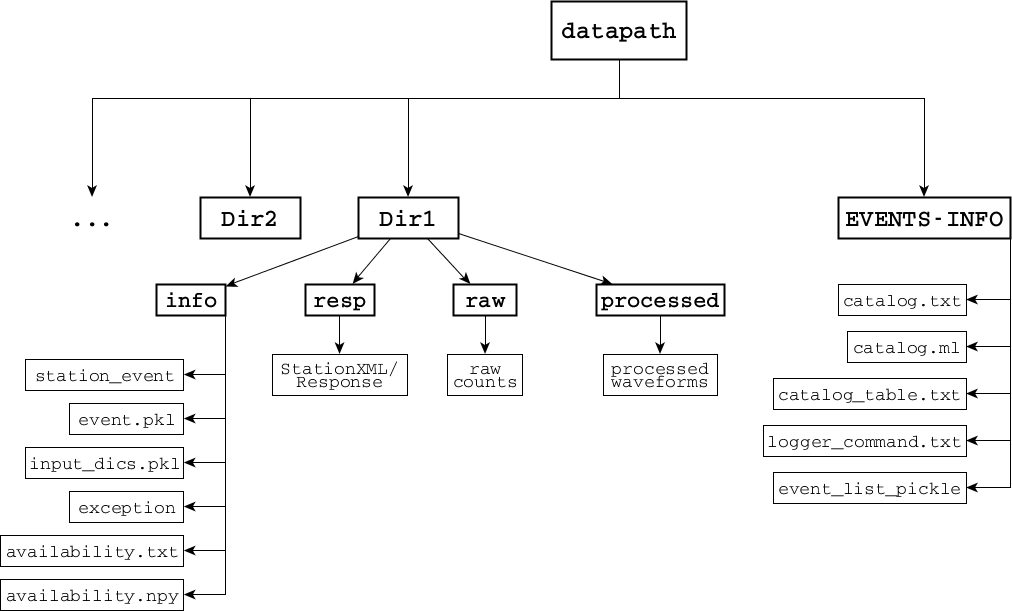 datapath
...
Dir2
Dir1
EVENTS-INFO
info
resp
raw
processed
StationXML/
Response
raw
counts
processed
waveforms
station_event
event.pkl
input_dics.pkl
exception
availability.txt
availability.npy
catalog.txt
catalog.ml
catalog_table.txt
logger_command.txt
event_list_pickle